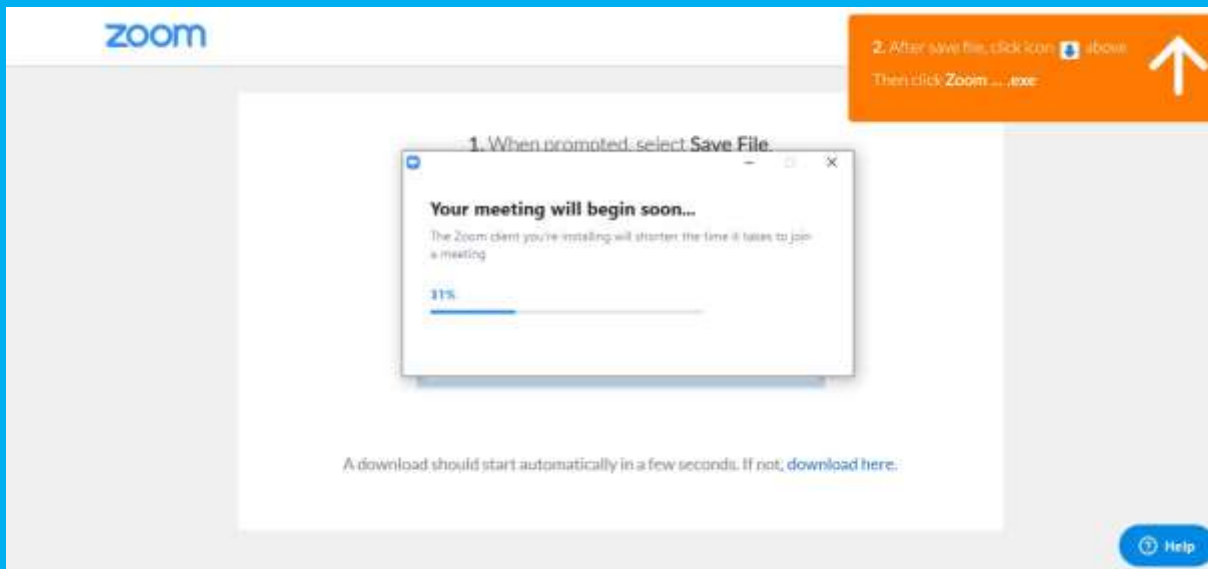 zoom
2. After save file, click icon above
Then click Zoom ... .exe
1. When prompted, select Save File.
Your meeting will begin soon...
The Zoom client you're installing will shorten the time it takes to join
a meeting
31%
A download should start automatically in a few seconds. If not, download here.
Help